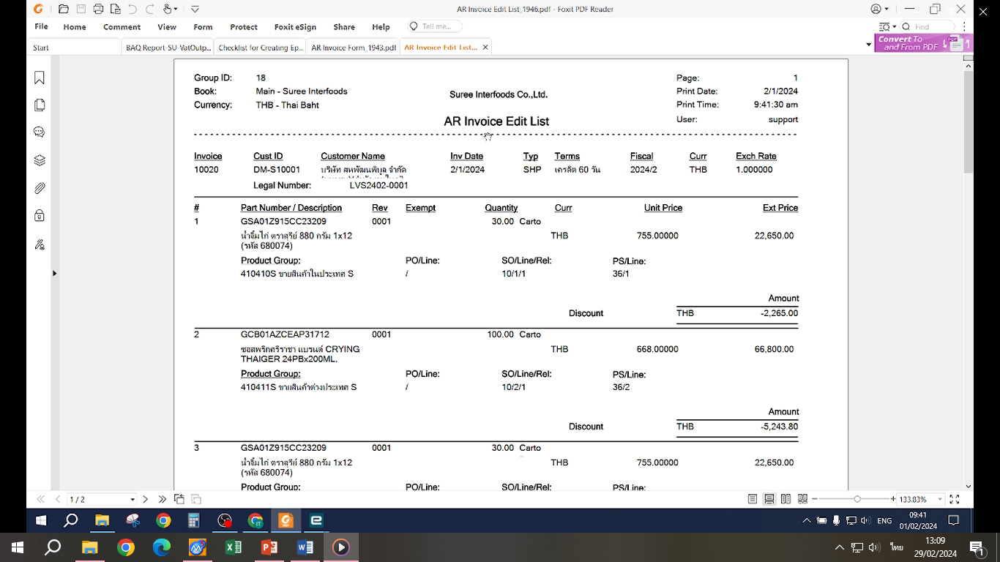 AR Invoice Edit List_1946.pdf - Foxit PDF Reader
File Home Comment View Form Protect Foxit eSign Share Help Tell me... Find
Start BAQ Report-SU-VatOutp... Checklist for Creating Ep... AR Invoice Form_1943.pdf AR Invoice Edit List...
Convert To
and From PDF
Group ID: 18 Page: 1
Book: Main - Suree Interfoods Suree Interfoods Co.,Ltd. Print Date: 2/1/2024
Currency: THB - Thai Baht Print Time: 9:41:30 am
AR Invoice Edit List User: support
Invoice Cust ID Customer Name Inv Date Typ Terms Fiscal Curr Exch Rate
10020 DM-S10001 บริษัท สหพัฒนพิบูล จำกัด 2/1/2024 SHP เครดิต 60 วัน 2024/2 THB 1.000000
Legal Number: LVS2402-0001
# Part Number / Description Rev Exempt Quantity Curr Unit Price Ext Price
1 GSA01Z915CC23209 0001 30.00 Carto
น้ำจิ้มไก่ ตราสุรีย์ 880 กรัม 1x12 THB 755.00000 22,650.00
(รหัส 680074)
Product Group: PO/Line: SO/Line/Rel: PS/Line:
410410S ขายสินค้าในประเทศ S / 10/1/1 36/1
Amount
Discount THB -2,265.00
2 GCB01AZCEAP31712 0001 100.00 Carto
ซอสพริกศรีราชา แบรนด์ CRYING THB 668.00000 66,800.00
THAIGER 24PBx200ML.
Product Group: PO/Line: SO/Line/Rel: PS/Line:
410411S ขายสินค้าต่างประเทศ S / 10/2/1 36/2
Amount
Discount THB -5,243.80
3 GSA01Z915CC23209 0001 30.00 Carto
น้ำจิ้มไก่ ตราสุรีย์ 880 กรัม 1x12 THB 755.00000 22,650.00
(รหัส 680074)
Product Group: PO/Line: SO/Line/Rel: PS/Line:
1 / 2 133.83%
ENG 09:41
01/02/2024
ไทย 13:09
29/02/2024